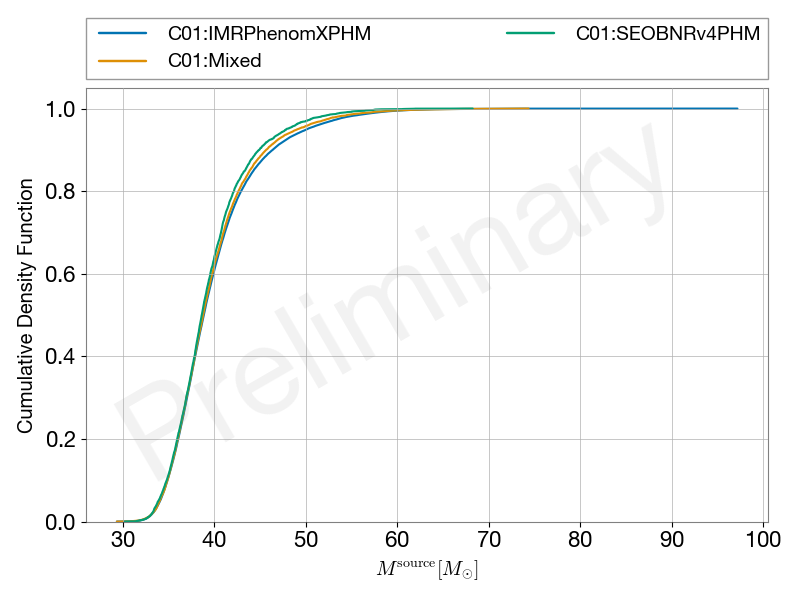 C01:IMRPhenomXPHM
C01:Mixed
C01:SEOBNRv4PHM
1.0
0.8
0.6
0.4
0.2
0.0
Cumulative Density Function
Preliminary
30 40 50 60 70 80 90 100
M^source [M_⊙]